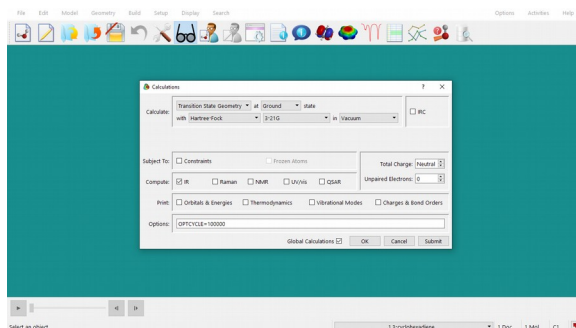 File Edit Model Geometry Build Setup Display Search Options Activities Help
Calculations ? X
Calculate: Transition State Geometry at Ground state
with Hartree-Fock 3-21G in Vacuum
IRC
Subject To: Constraints Frozen Atoms
Total Charge: Neutral
Compute: IR Raman NMR UV/vis QSAR
Unpaired Electrons: 0
Print: Orbitals & Energies Thermodynamics Vibrational Modes Charges & Bond Orders
Options: OPTCYCLE=100000
Global Calculations OK Cancel Submit
Select an object 1,3-cyclohexadiene 1 Doc 1 Mol C1